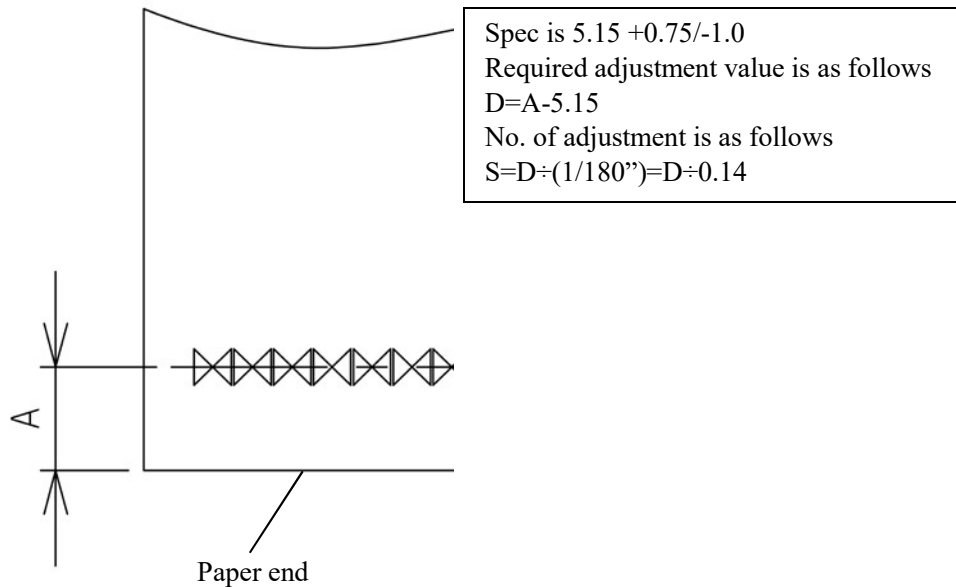 Spec is 5.15 +0.75/-1.0
Required adjustment value is as follows
D=A-5.15
No. of adjustment is as follows
S=D÷(1/180”)=D÷0.14
A
Paper end